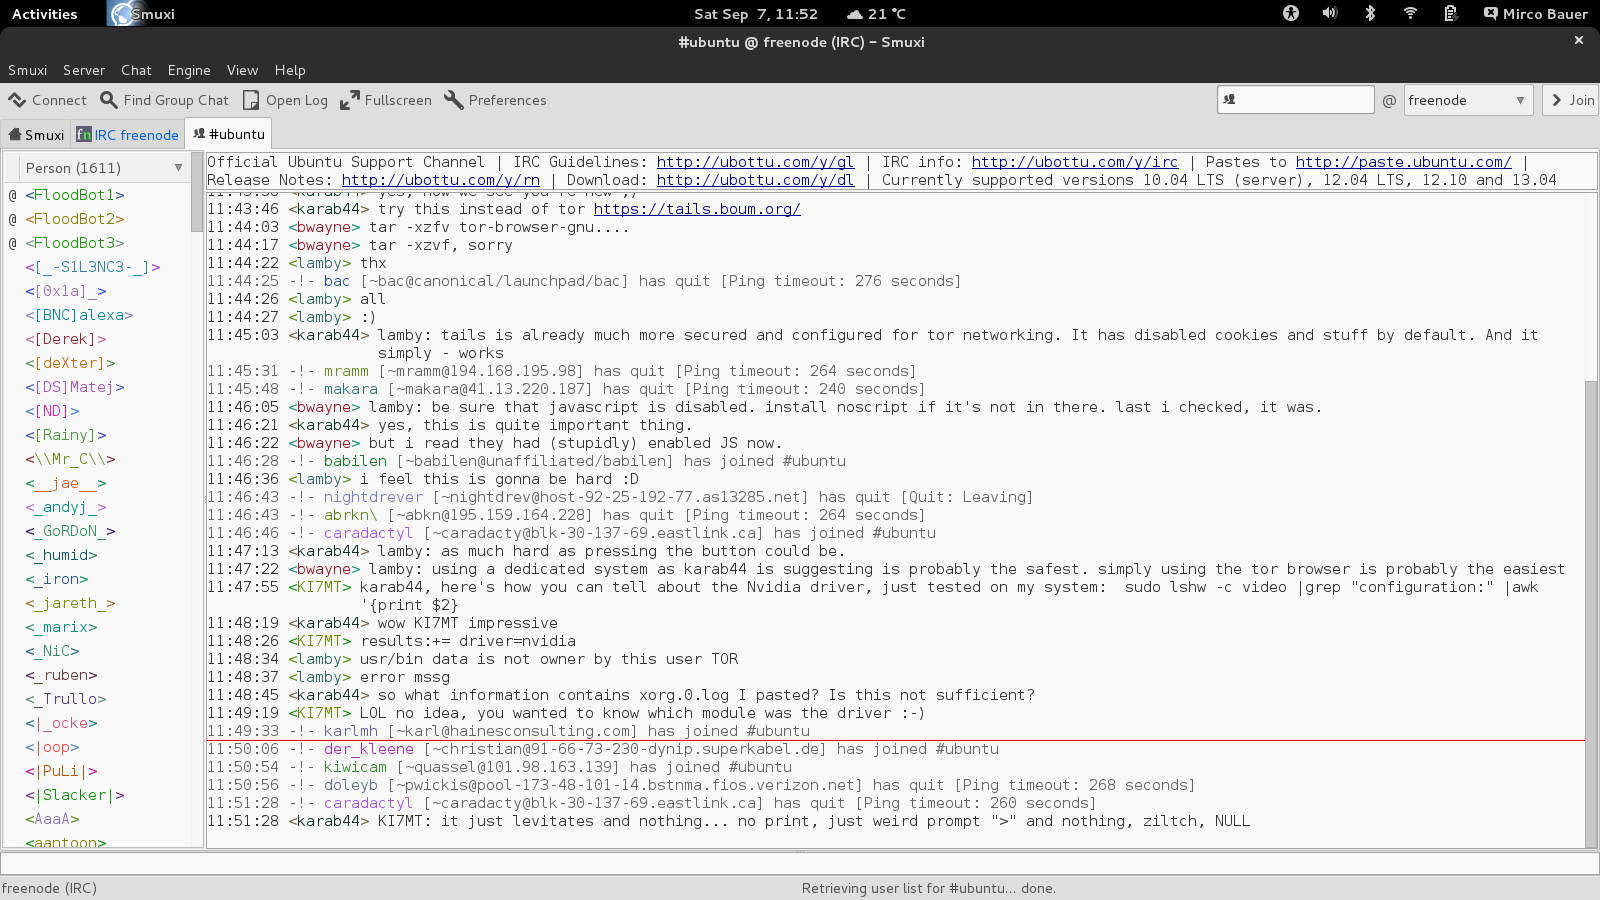 Activities Smuxi Sat Sep 7, 11:52 21 °C Mirco Bauer
#ubuntu @ freenode (IRC) – Smuxi ×
Smuxi Server Chat Engine View Help
Connect Find Group Chat Open Log Fullscreen Preferences @ freenode Join
Smuxi fn IRC freenode #ubuntu
Person (1611)
@ <FloodBot1>
@ <FloodBot2>
@ <FloodBot3>
<[_-S1L3NC3-_]>
<[0x1a]_>
<[BNC]alexa>
<[Derek]>
<[deXter]>
<[DS]Matej>
<[ND]>
<[Rainy]>
<\\Mr_C\\>
<__jae__>
<_andyj_>
<_GoRDoN_>
<_humid>
<_iron>
<_jareth_>
<_marix>
<_NiC>
<_ruben>
<_Trullo>
<|_ocke>
<|oop>
<|PuLi|>
<|Slacker|>
<AaaA>
<aantoon>
Official Ubuntu Support Channel | IRC Guidelines: http://ubottu.com/y/gl | IRC info: http://ubottu.com/y/irc | Pastes to http://paste.ubuntu.com/ |
Release Notes: http://ubottu.com/y/rn | Download: http://ubottu.com/y/dl | Currently supported versions 10.04 LTS (server), 12.04 LTS, 12.10 and 13.04
11:43:46 <karab44> try this instead of tor https://tails.boum.org/
11:44:03 <bwayne> tar -xzfv tor-browser-gnu....
11:44:17 <bwayne> tar -xzvf, sorry
11:44:22 <lamby> thx
11:44:25 -!- bac [~bac@canonical/launchpad/bac] has quit [Ping timeout: 276 seconds]
11:44:26 <lamby> all
11:44:27 <lamby> :)
11:45:03 <karab44> lamby: tails is already much more secured and configured for tor networking. It has disabled cookies and stuff by default. And it
simply - works
11:45:31 -!- mramm [~mramm@194.168.195.98] has quit [Ping timeout: 264 seconds]
11:45:48 -!- makara [~makara@41.13.220.187] has quit [Ping timeout: 240 seconds]
11:46:05 <bwayne> lamby: be sure that javascript is disabled. install noscript if it's not in there. last i checked, it was.
11:46:21 <karab44> yes, this is quite important thing.
11:46:22 <bwayne> but i read they had (stupidly) enabled JS now.
11:46:28 -!- babilen [~babilen@unaffiliated/babilen] has joined #ubuntu
11:46:36 <lamby> i feel this is gonna be hard :D
11:46:43 -!- nightdrever [~nightdrev@host-92-25-192-77.as13285.net] has quit [Quit: Leaving]
11:46:43 -!- abrkn\ [~abkn@195.159.164.228] has quit [Ping timeout: 264 seconds]
11:46:46 -!- caradactyl [~caradacty@blk-30-137-69.eastlink.ca] has joined #ubuntu
11:47:13 <karab44> lamby: as much hard as pressing the button could be.
11:47:22 <bwayne> lamby: using a dedicated system as karab44 is suggesting is probably the safest. simply using the tor browser is probably the easiest
11:47:55 <KI7MT> karab44, here's how you can tell about the Nvidia driver, just tested on my system:  sudo lshw -c video |grep "configuration:" |awk
'{print $2}
11:48:19 <karab44> wow KI7MT impressive
11:48:26 <KI7MT> results:+= driver=nvidia
11:48:34 <lamby> usr/bin data is not owner by this user TOR
11:48:37 <lamby> error mssg
11:48:45 <karab44> so what information contains xorg.0.log I pasted? Is this not sufficient?
11:49:19 <KI7MT> LOL no idea, you wanted to know which module was the driver :-)
11:49:33 -!- karlmh [~karl@hainesconsulting.com] has joined #ubuntu
11:50:06 -!- der_kleene [~christian@91-66-73-230-dynip.superkabel.de] has joined #ubuntu
11:50:54 -!- kiwicam [~quassel@101.98.163.139] has joined #ubuntu
11:50:56 -!- doleyb [~pwickis@pool-173-48-101-14.bstnma.fios.verizon.net] has quit [Ping timeout: 268 seconds]
11:51:28 -!- caradactyl [~caradacty@blk-30-137-69.eastlink.ca] has quit [Ping timeout: 260 seconds]
11:51:28 <karab44> KI7MT: it just levitates and nothing... no print, just weird prompt ">" and nothing, ziltch, NULL
freenode (IRC) Retrieving user list for #ubuntu... done.